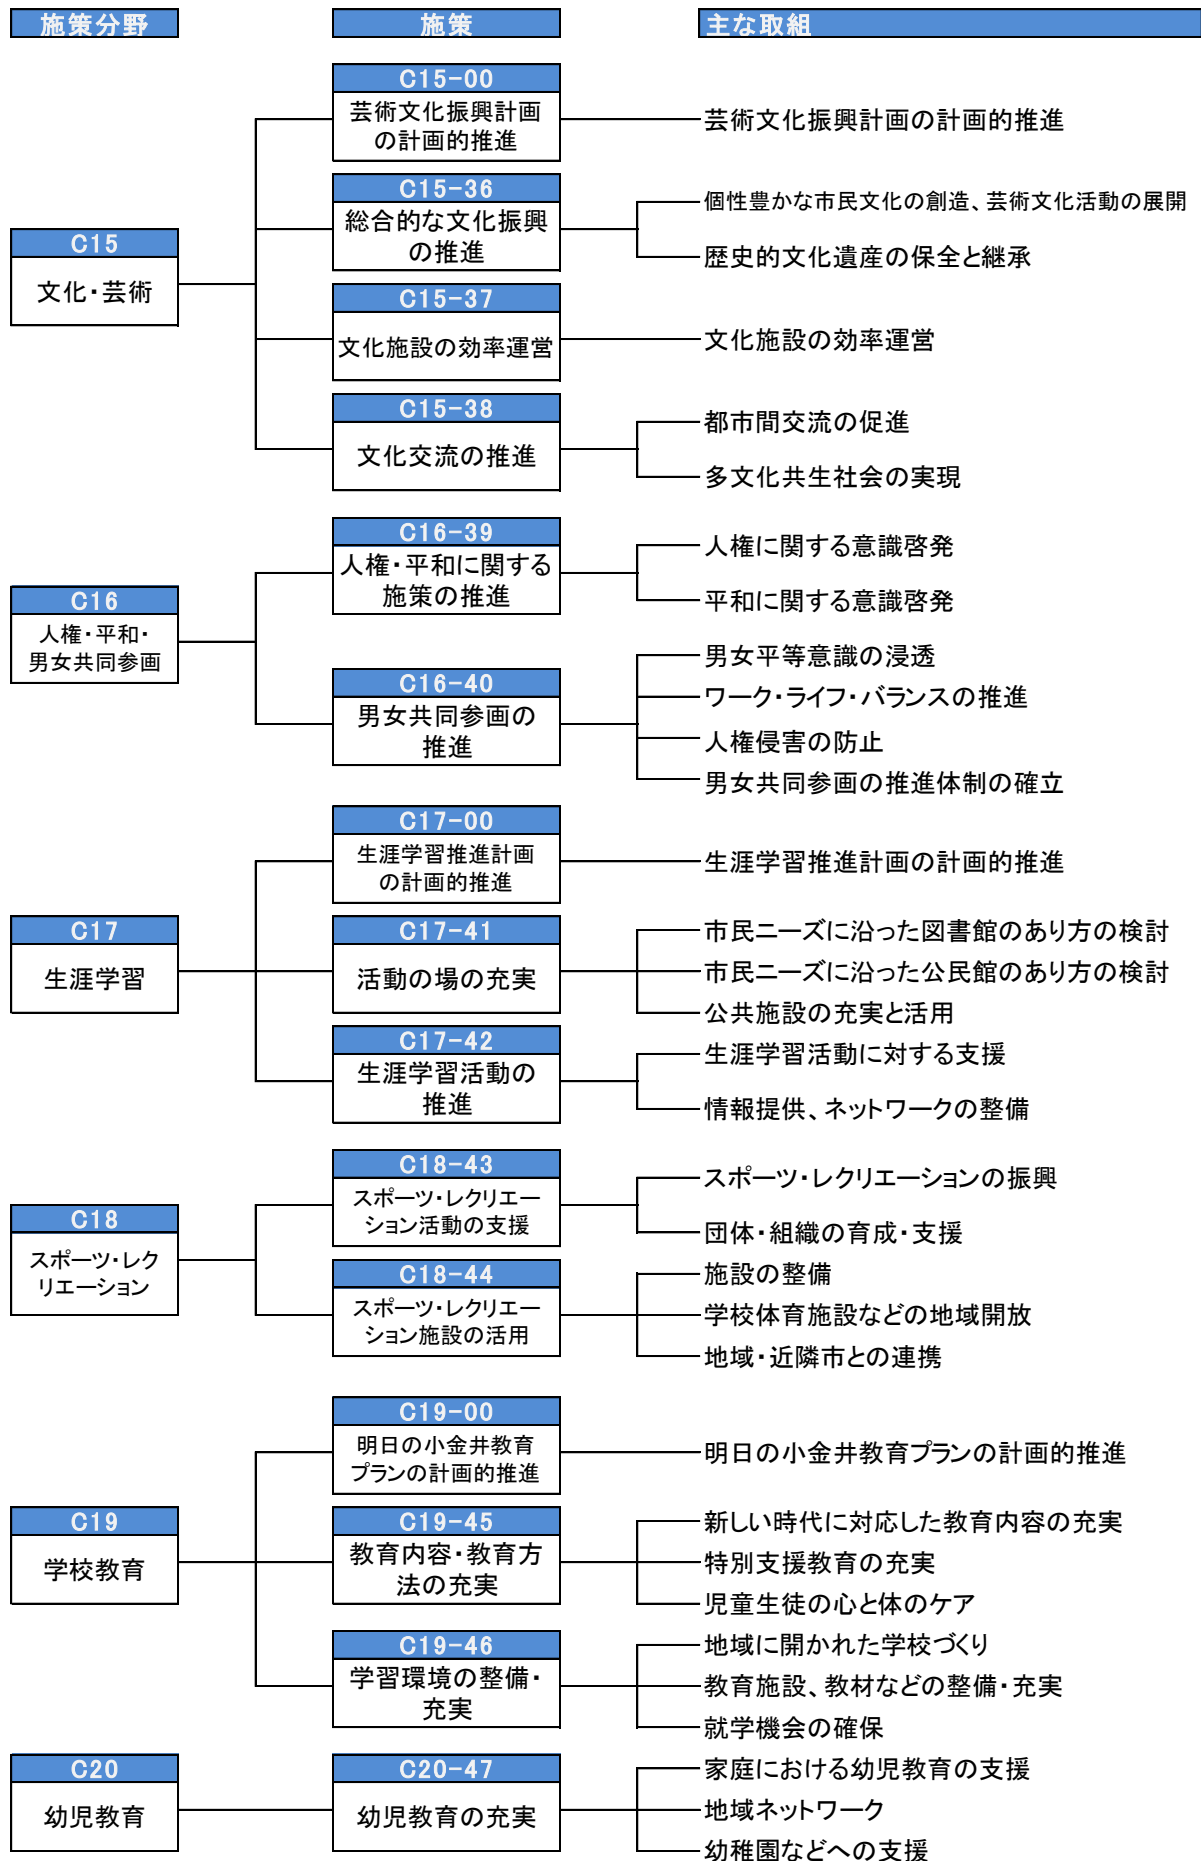 施策分野
施策
主な取組
C15
文化・芸術
C15-00
芸術文化振興計画
の計画的推進
芸術文化振興計画の計画的推進
C15-36
総合的な文化振興
の推進
個性豊かな市民文化の創造、芸術文化活動の展開
歴史的文化遺産の保全と継承
C15-37
文化施設の効率運営
文化施設の効率運営
C15-38
文化交流の推進
都市間交流の促進
多文化共生社会の実現
C16
人権・平和・
男女共同参画
C16-39
人権・平和に関する
施策の推進
人権に関する意識啓発
平和に関する意識啓発
C16-40
男女共同参画の
推進
男女平等意識の浸透
ワーク・ライフ・バランスの推進
人権侵害の防止
男女共同参画の推進体制の確立
C17
生涯学習
C17-00
生涯学習推進計画
の計画的推進
生涯学習推進計画の計画的推進
C17-41
活動の場の充実
市民ニーズに沿った図書館のあり方の検討
市民ニーズに沿った公民館のあり方の検討
公共施設の充実と活用
C17-42
生涯学習活動の
推進
生涯学習活動に対する支援
情報提供、ネットワークの整備
C18
スポーツ・レク
リエーション
C18-43
スポーツ・レクリエー
ション活動の支援
スポーツ・レクリエーションの振興
団体・組織の育成・支援
C18-44
スポーツ・レクリエー
ション施設の活用
施設の整備
学校体育施設などの地域開放
地域・近隣市との連携
C19
学校教育
C19-00
明日の小金井教育
プランの計画的推進
明日の小金井教育プランの計画的推進
C19-45
教育内容・教育方
法の充実
新しい時代に対応した教育内容の充実
特別支援教育の充実
児童生徒の心と体のケア
C19-46
学習環境の整備・
充実
地域に開かれた学校づくり
教育施設、教材などの整備・充実
就学機会の確保
C20
幼児教育
C20-47
幼児教育の充実
家庭における幼児教育の支援
地域ネットワーク
幼稚園などへの支援